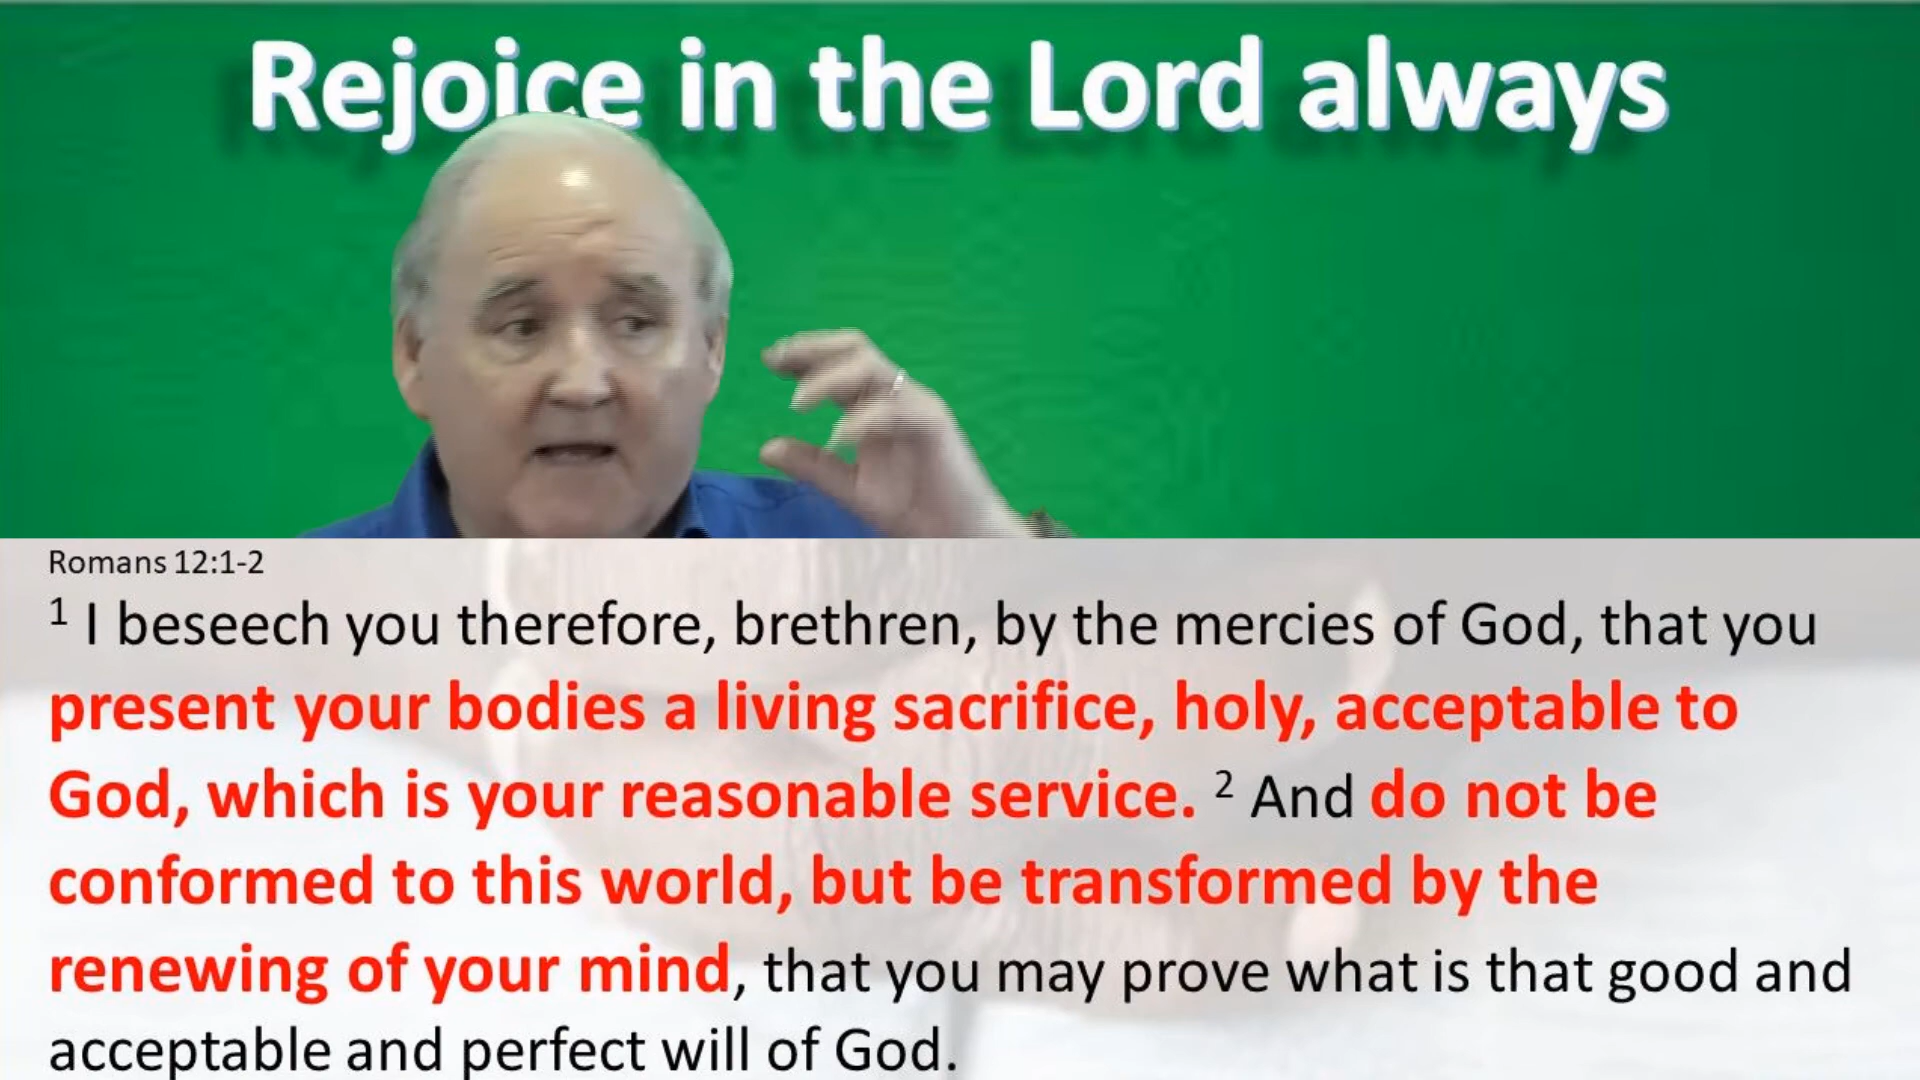 Rejoice in the Lord always
Romans 12:1-2
1 I beseech you therefore, brethren, by the mercies of God, that you
present your bodies a living sacrifice, holy, acceptable to
God, which is your reasonable service. 2 And do not be
conformed to this world, but be transformed by the
renewing of your mind, that you may prove what is that good and
acceptable and perfect will of God.